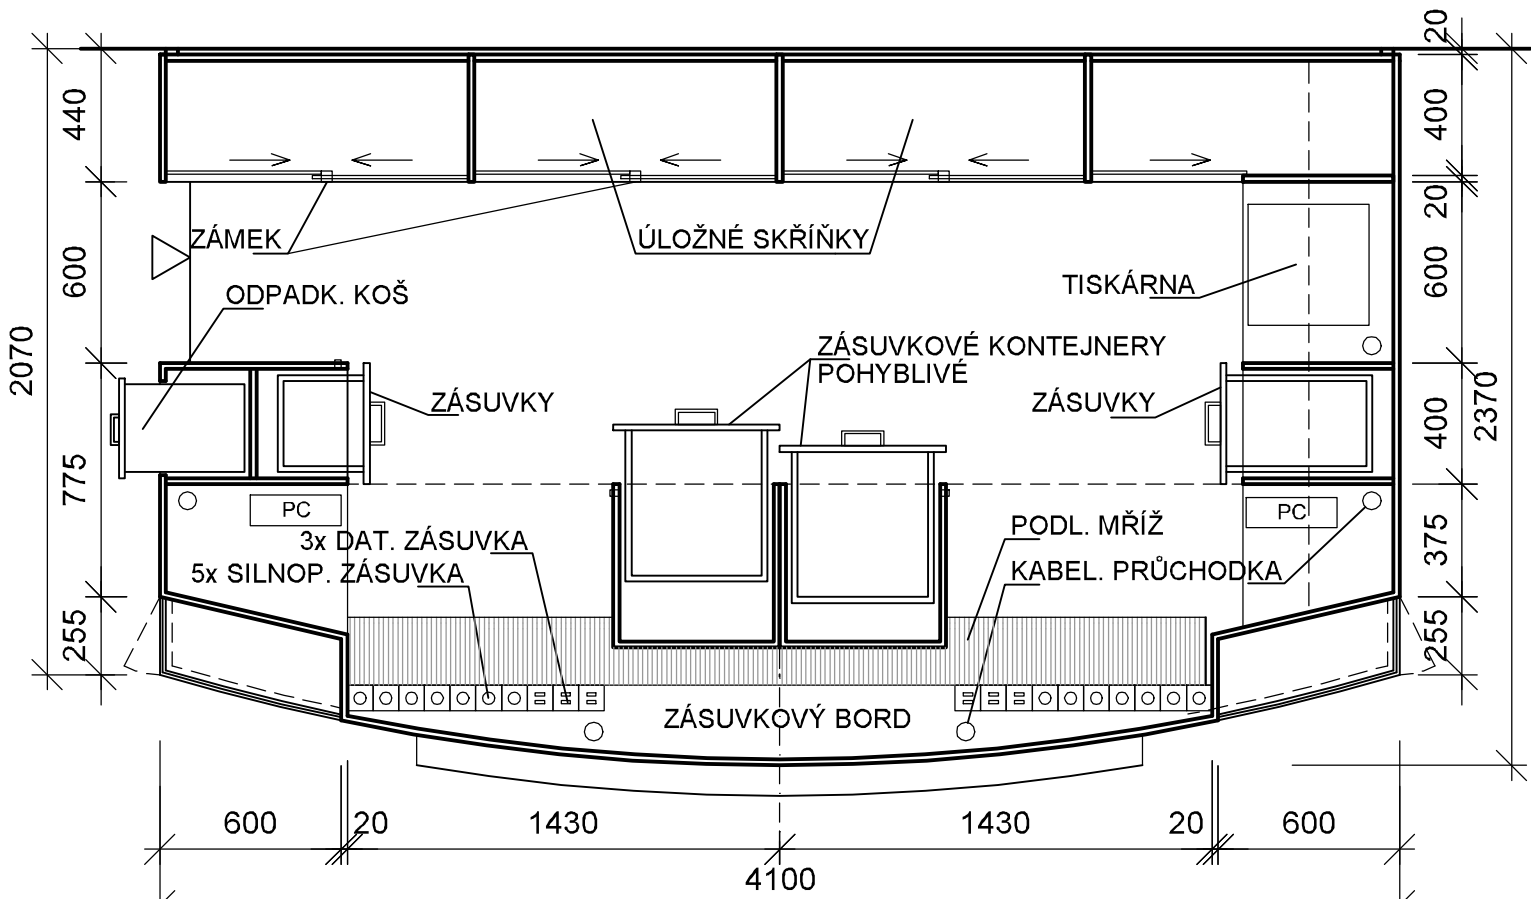 20
440
400
20
ZÁMEK
ÚLOŽNÉ SKŘÍŇKY
600
600
TISKÁRNA
ODPADK. KOŠ
2070
ZÁSUVKOVÉ KONTEJNERY
POHYBLIVÉ
ZÁSUVKY
ZÁSUVKY
400
2370
775
PC
PC
3x DAT. ZÁSUVKA
PODL. MŘÍŽ
375
5x SILNOP. ZÁSUVKA
KABEL. PRŮCHODKA
255
255
ZÁSUVKOVÝ BORD
600
20
1430
1430
20
600
4100